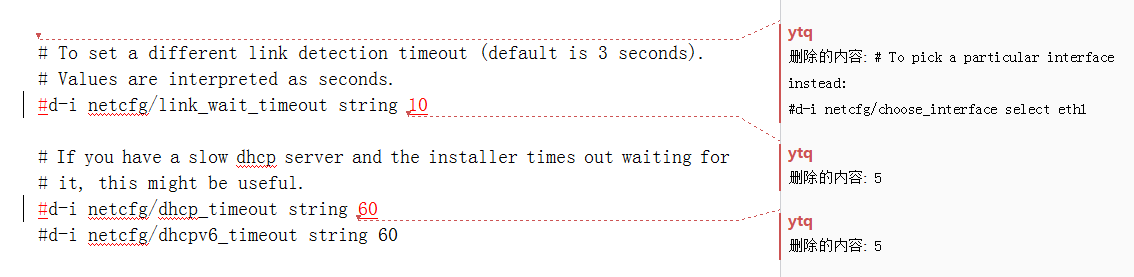 # To set a different link detection timeout (default is 3 seconds).
# Values are interpreted as seconds.
#d-i netcfg/link_wait_timeout string 10
# If you have a slow dhcp server and the installer times out waiting for
# it, this might be useful.
#d-i netcfg/dhcp_timeout string 60
#d-i netcfg/dhcpv6_timeout string 60
ytq
删除的内容: # To pick a particular interface
instead:
#d-i netcfg/choose_interface select eth1
ytq
删除的内容: 5
ytq
删除的内容: 5